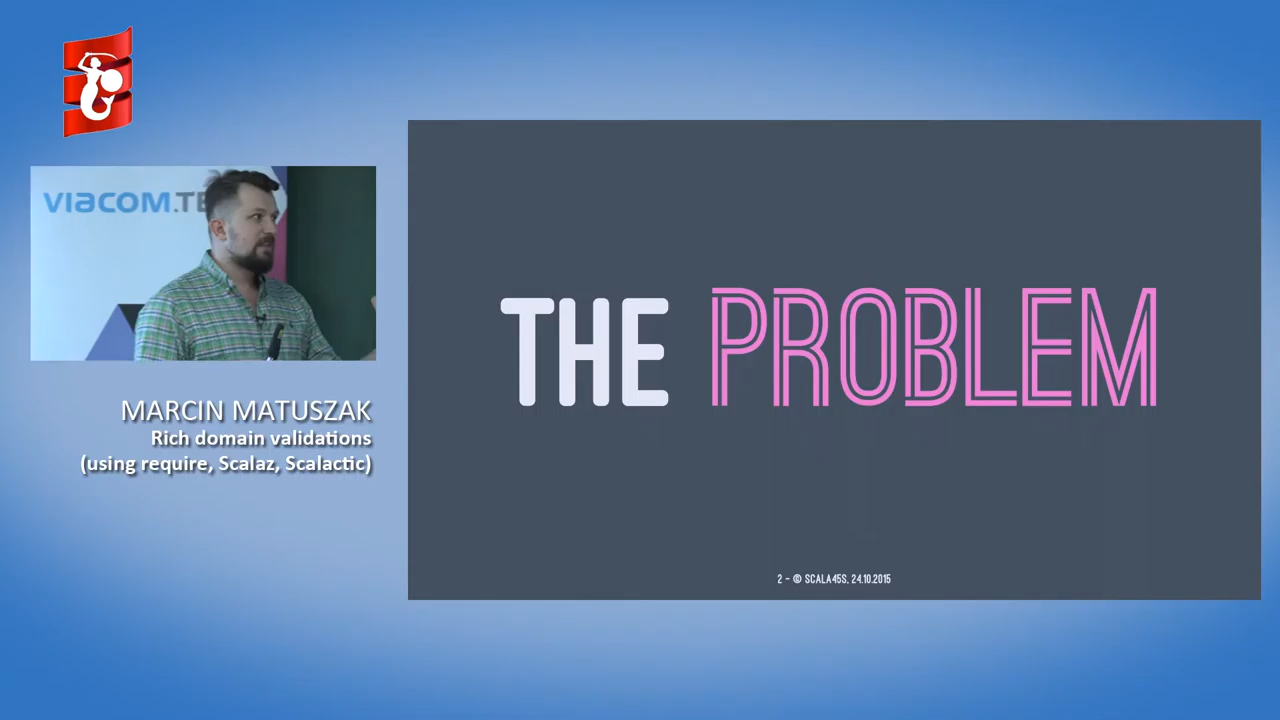 VIACOM.TE
MARCIN MATUSZAK
Rich domain validations
(using require, Scalaz, Scalactic)
THE PROBLEM
2 - © SCALA45S, 24.10.2015